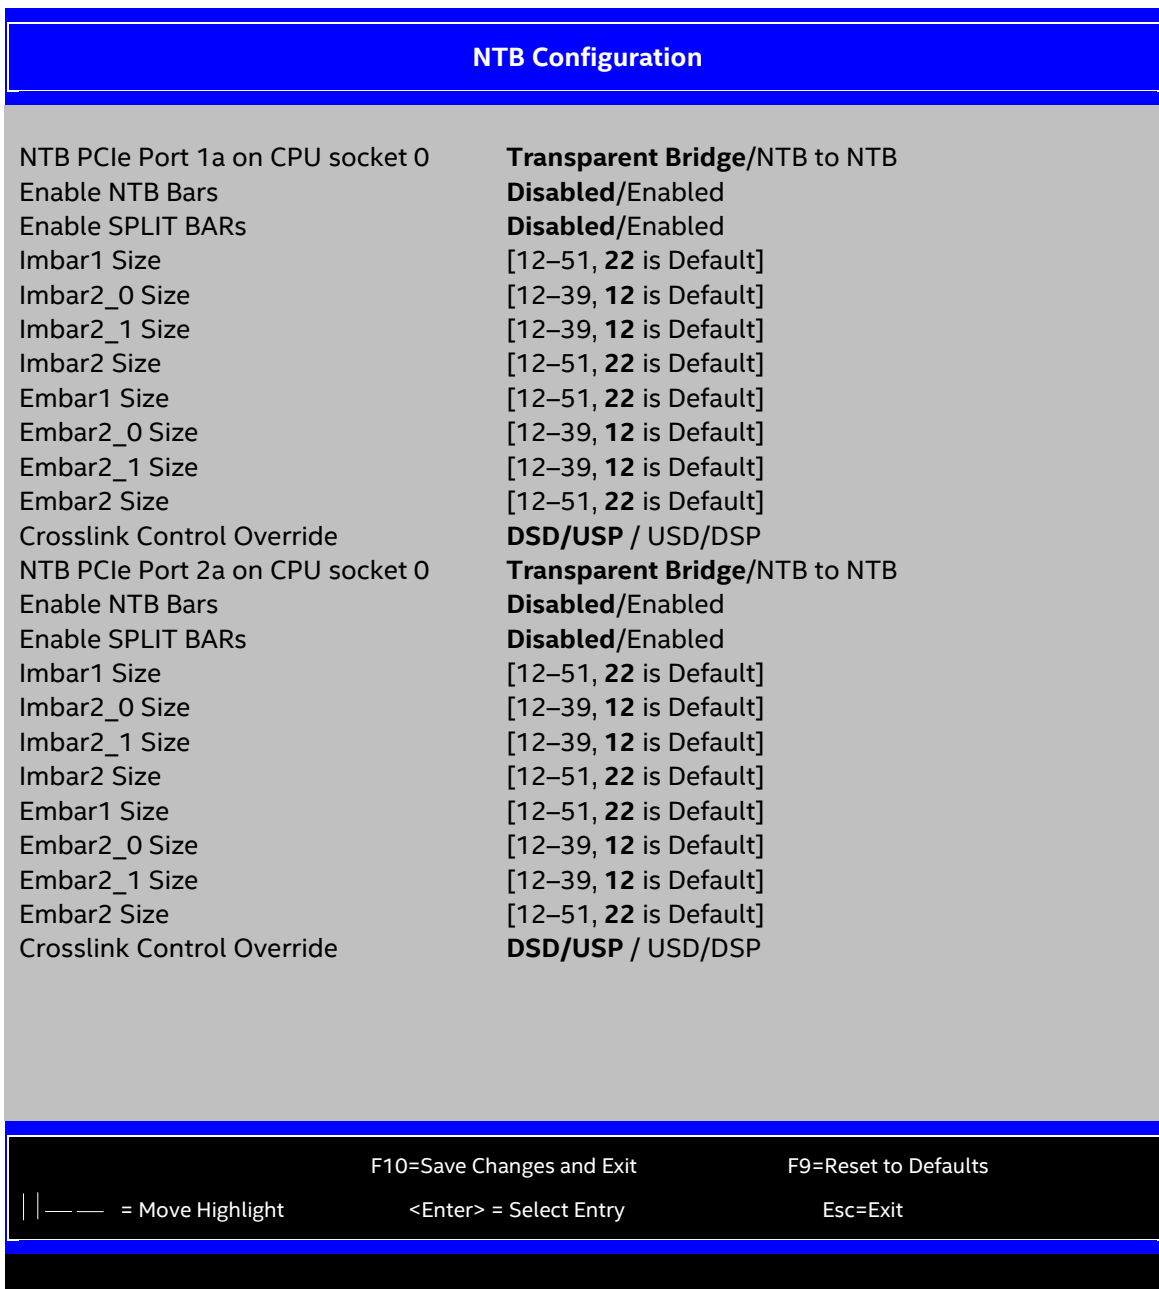 NTB Configuration
NTB PCIe Port 1a on CPU socket 0 Transparent Bridge/NTB to NTB
Enable NTB Bars Disabled/Enabled
Enable SPLIT BARs Disabled/Enabled
Imbar1 Size [12–51, 22 is Default]
Imbar2_0 Size [12–39, 12 is Default]
Imbar2_1 Size [12–39, 12 is Default]
Imbar2 Size [12–51, 22 is Default]
Embar1 Size [12–51, 22 is Default]
Embar2_0 Size [12–39, 12 is Default]
Embar2_1 Size [12–39, 12 is Default]
Embar2 Size [12–51, 22 is Default]
Crosslink Control Override DSD/USP / USD/DSP
NTB PCIe Port 2a on CPU socket 0 Transparent Bridge/NTB to NTB
Enable NTB Bars Disabled/Enabled
Enable SPLIT BARs Disabled/Enabled
Imbar1 Size [12–51, 22 is Default]
Imbar2_0 Size [12–39, 12 is Default]
Imbar2_1 Size [12–39, 12 is Default]
Imbar2 Size [12–51, 22 is Default]
Embar1 Size [12–51, 22 is Default]
Embar2_0 Size [12–39, 12 is Default]
Embar2_1 Size [12–39, 12 is Default]
Embar2 Size [12–51, 22 is Default]
Crosslink Control Override DSD/USP / USD/DSP
F10=Save Changes and Exit F9=Reset to Defaults
= Move Highlight <Enter> = Select Entry Esc=Exit